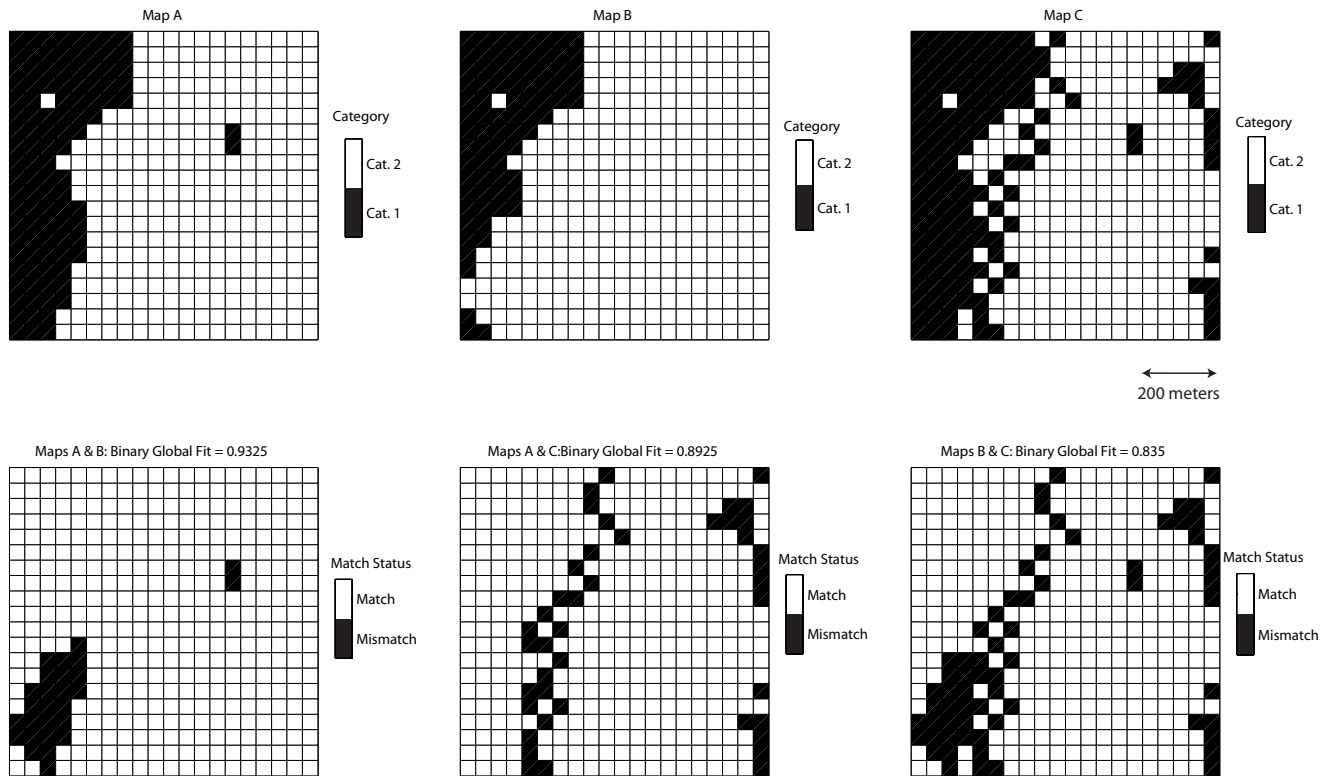 Map A
Map B
Map C
Category
Cat. 2
Cat. 1
Category
Cat. 2
Cat. 1
Category
Cat. 2
Cat. 1
200 meters
Maps A & B: Binary Global Fit = 0.9325
Maps A & C:Binary Global Fit = 0.8925
Maps B & C: Binary Global Fit = 0.835
Match Status
Match
Mismatch
Match Status
Match
Mismatch
Match Status
Match
Mismatch